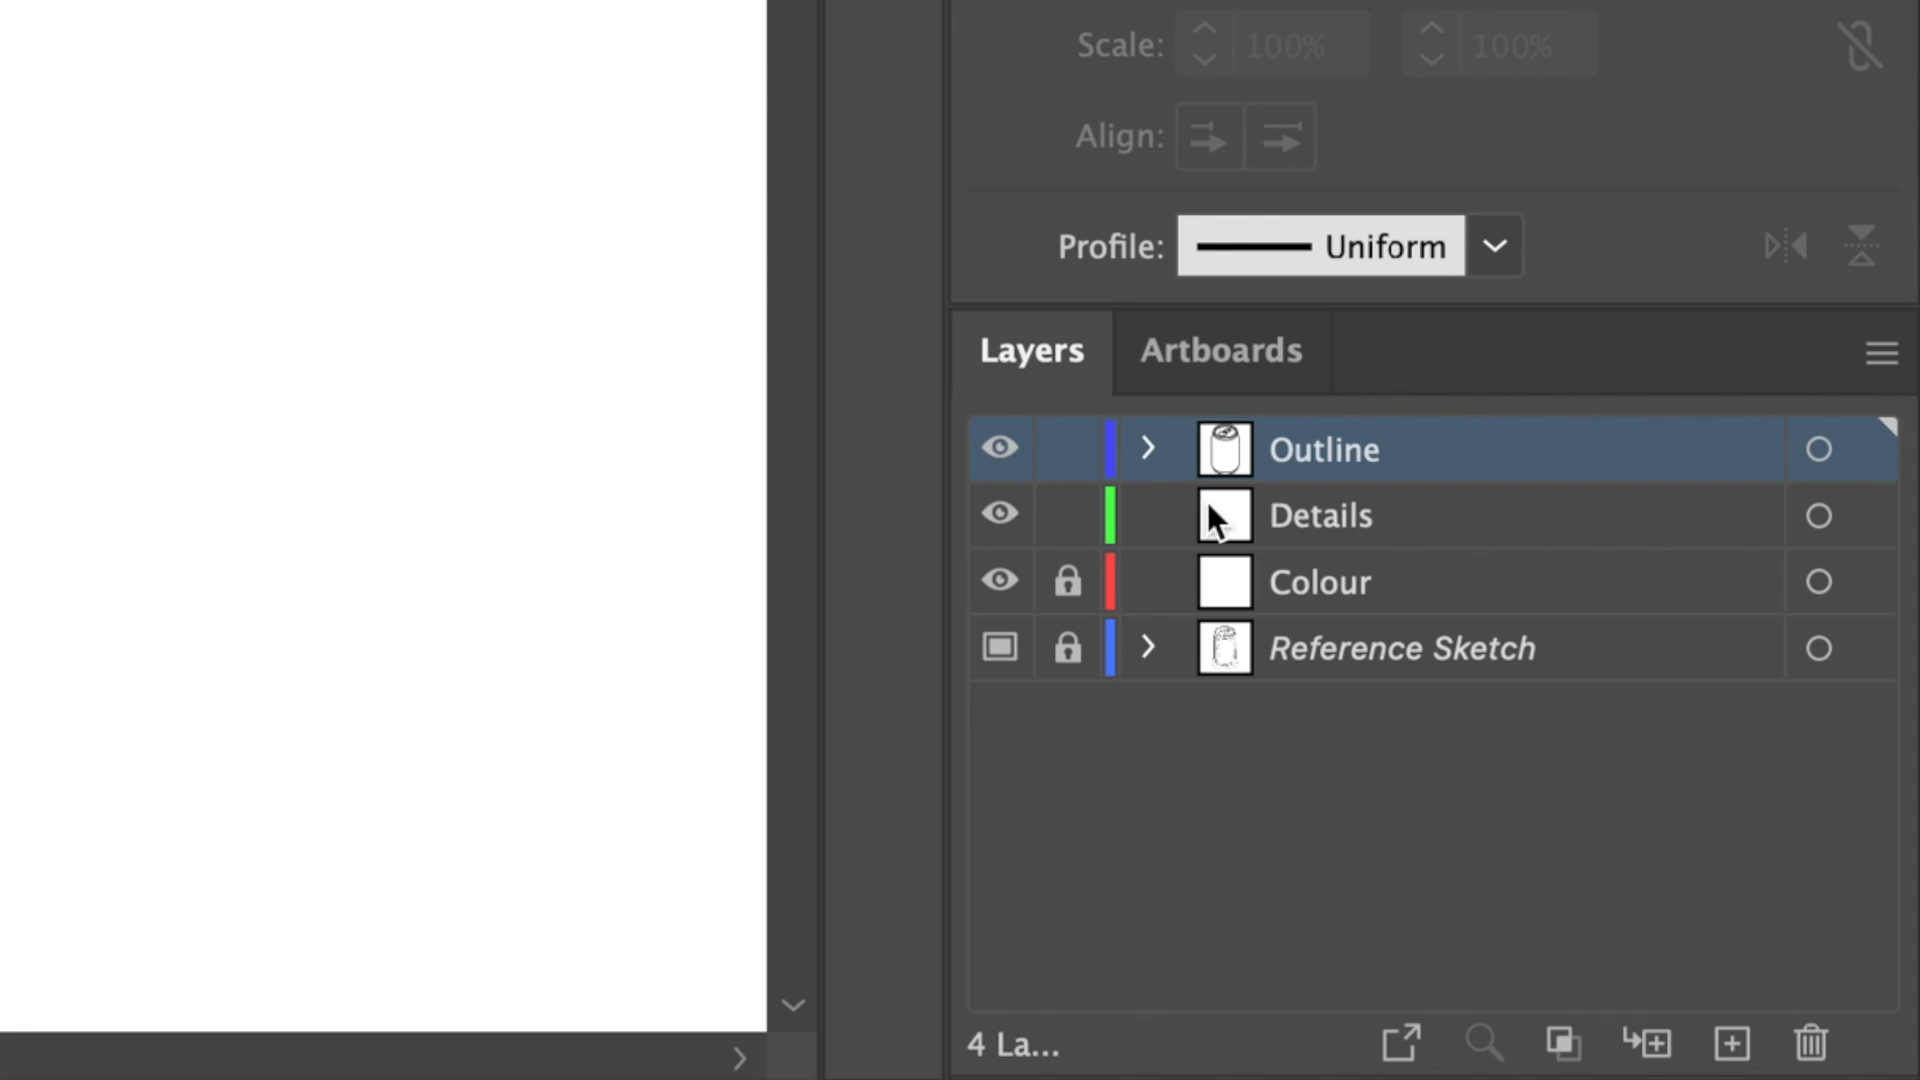 Scale: 100% 100%
Align:
Profile: Uniform
Layers Artboards
Outline
Details
Colour
Reference Sketch
4 La...